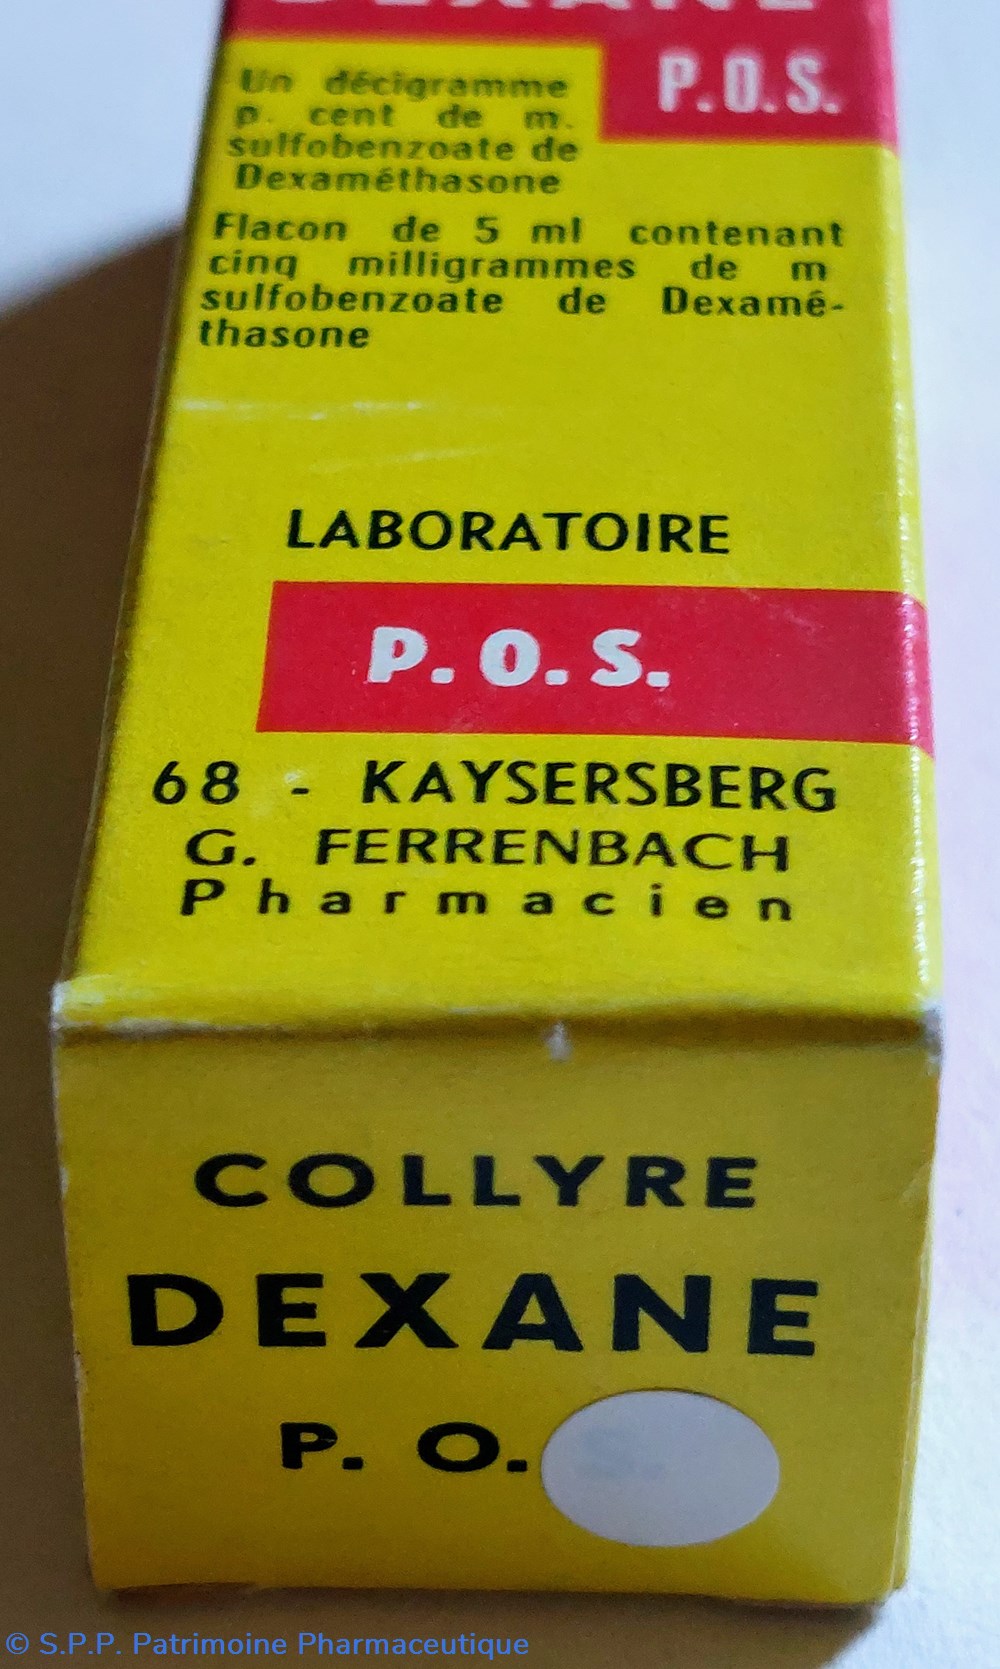 DEXANE
P.O.S.
Un décigramme
p. cent de m.
sulfobenzoate de
Dexaméthasone
Flacon de 5 ml contenant
cinq milligrammes de m
sulfobenzoate de Dexamé-
thasone
LABORATOIRE
P.O.S.
68 - KAYSERSBERG
G. FERRENBACH
Pharmacien
COLLYRE
DEXANE
P. O.
© S.P.P. Patrimoine Pharmaceutique